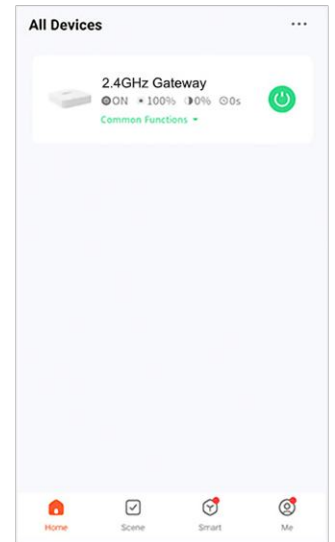 All Devices
2.4GHz Gateway
ON 100% 0% 0s
Common Functions
Home Scene Smart Me